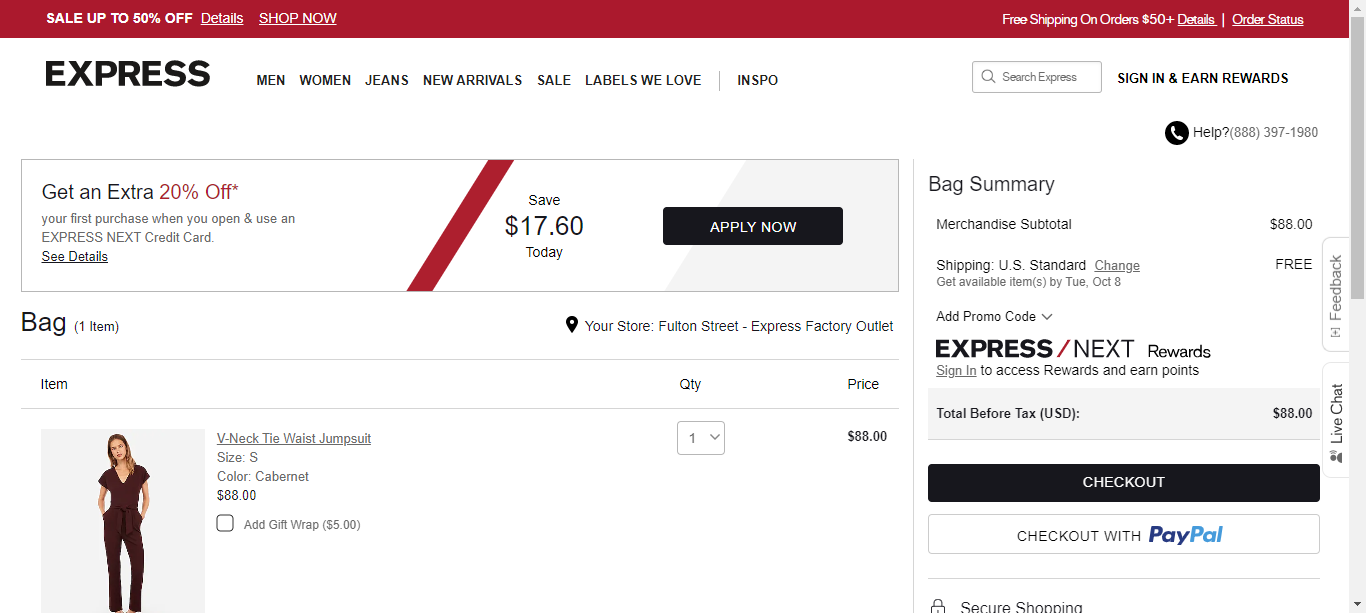 SALE UP TO 50% OFF Details SHOP NOW
Free Shipping On Orders $50+ Details | Order Status
EXPRESS
MEN WOMEN JEANS NEW ARRIVALS SALE LABELS WE LOVE INSPO
Search Express
SIGN IN & EARN REWARDS
Help?(888) 397-1980
Get an Extra 20% Off*
your first purchase when you open & use an
EXPRESS NEXT Credit Card.
See Details
Save
$17.60
Today
APPLY NOW
Bag (1 Item)
Your Store: Fulton Street - Express Factory Outlet
Item Qty Price
V-Neck Tie Waist Jumpsuit
Size: S
Color: Cabernet
$88.00
Add Gift Wrap ($5.00)
1
$88.00
Bag Summary
Merchandise Subtotal $88.00
Shipping: U.S. Standard Change FREE
Get available item(s) by Tue, Oct 8
Add Promo Code
EXPRESS/NEXT Rewards
Sign In to access Rewards and earn points
Total Before Tax (USD): $88.00
CHECKOUT
CHECKOUT WITH PayPal
Secure Shopping
Feedback
Live Chat